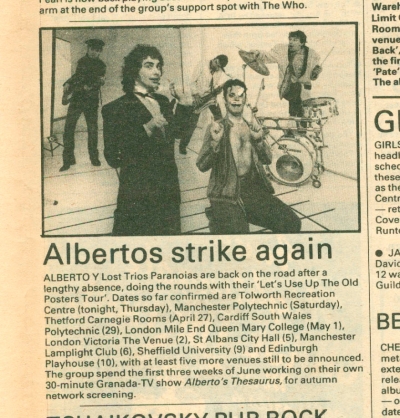 arm at the end of the group's support spot with The Who.
Albertos strike again
ALBERTO Y Lost Trios Paranoias are back on the road after a
lengthy absence, doing the rounds with their 'Let's Use Up The Old
Posters Tour'. Dates so far confirmed are Tolworth Recreation
Centre (tonight, Thursday), Manchester Polytechnic (Saturday),
Thetford Carnegie Rooms (April 27), Cardiff South Wales
Polytechnic (29), London Mile End Queen Mary College (May 1),
London Victoria The Venue (2), St Albans City Hall (5), Manchester
Lamplight Club (6), Sheffield University (9) and Edinburgh
Playhouse (10), with at least five more venues still to be announced.
The group spend the first three weeks of June working on their own
30-minute Granada-TV show Alberto's Thesaurus, for autumn
network screening.
TCHAIKOVSKY PUB ROCK
Wareh
Limit
Room
venue
Back',
the fir
'Pate'
The al
GI
GIRLS
headl
sched
these
as the
Centr
— ret
Cove
Runto
● JA
David
12 wa
Guild
BE
CHE
met
exte
rele
albu
— o
date